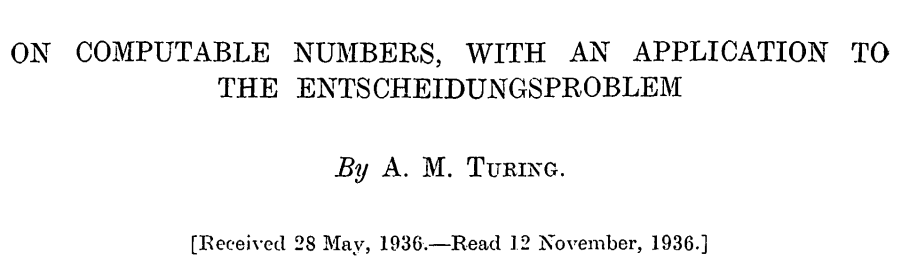 ON COMPUTABLE NUMBERS, WITH AN APPLICATION TO
THE ENTSCHEIDUNGSPROBLEM
By A. M. TURING.
[Received 28 May, 1936.—Read 12 November, 1936.]